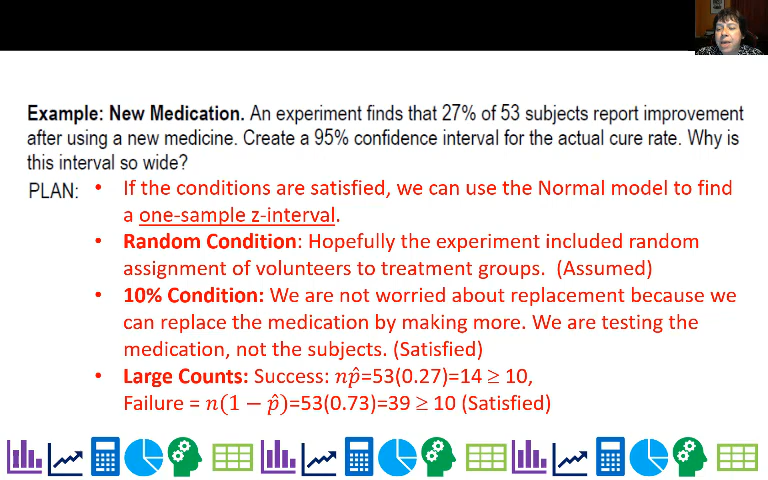 Example: New Medication. An experiment finds that 27% of 53 subjects report improvement
after using a new medicine. Create a 95% confidence interval for the actual cure rate. Why is
this interval so wide?
PLAN: • If the conditions are satisfied, we can use the Normal model to find
a one-sample z-interval.
• Random Condition: Hopefully the experiment included random
assignment of volunteers to treatment groups. (Assumed)
• 10% Condition: We are not worried about replacement because we
can replace the medication by making more. We are testing the
medication, not the subjects. (Satisfied)
• Large Counts: Success: np̂=53(0.27)=14 ≥ 10,
Failure = n(1 − p̂)=53(0.73)=39 ≥ 10 (Satisfied)